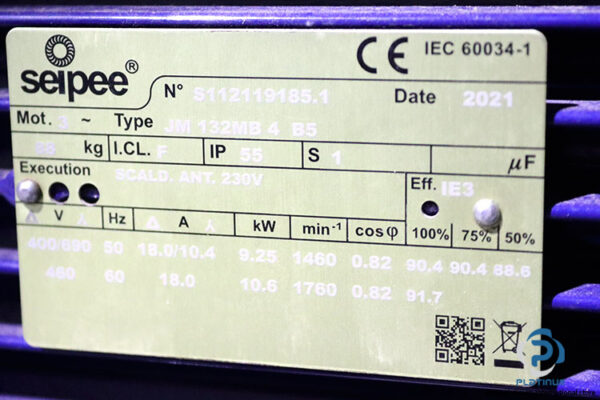 seipee®
CE IEC 60034-1
N° S112119185.1 Date 2021
Mot. 3 ~ Type JM 132MB 4 B5
kg I.CL. F IP 55 S 1 µF
Execution SCALD. ANT. 230V Eff. IE3
△ V 人 Hz △ A 人 kW min-1 cosφ 100% 75% 50%
400/690 50 18.0/10.4 9.25 1460 0.82 90.4 90.4 88.6
460 60 18.0 10.6 1760 0.82 91.7
PLATINUM